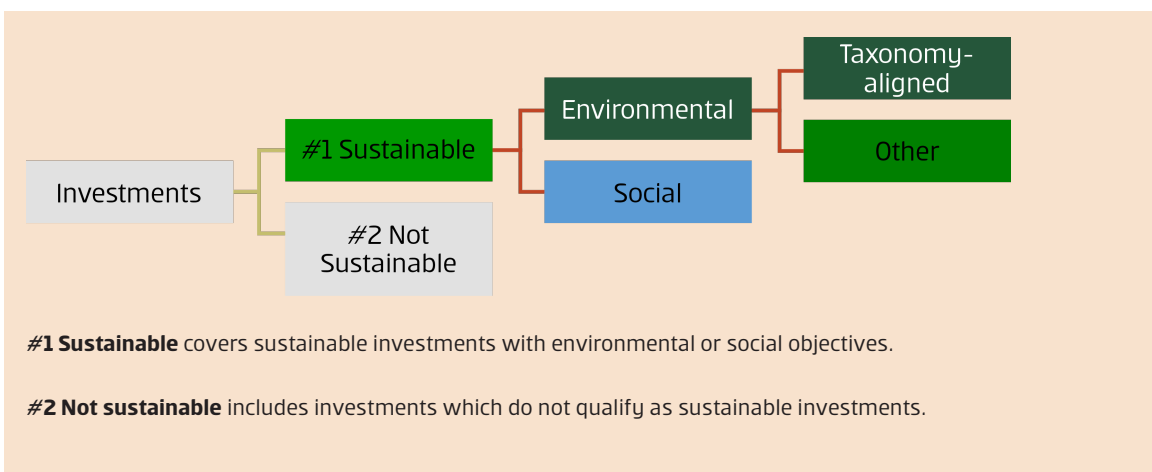 Taxonomy-
aligned
Environmental
Other
#1 Sustainable
Investments
Social
#2 Not
Sustainable
#1 Sustainable covers sustainable investments with environmental or social objectives.
#2 Not sustainable includes investments which do not qualify as sustainable investments.